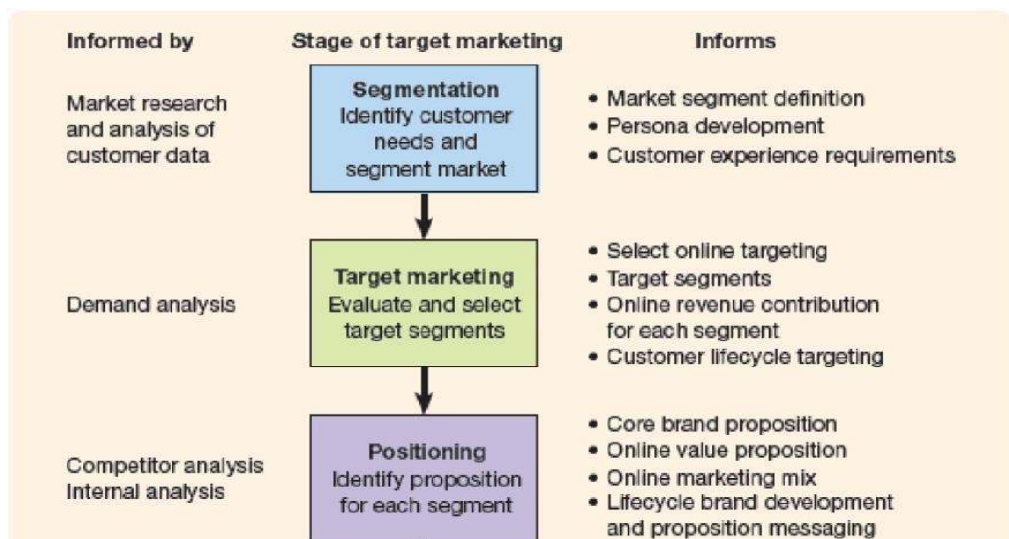 Informed by
Stage of target marketing
Informs
Market research
and analysis of
customer data
Segmentation
Identify customer
needs and
segment market
• Market segment definition
• Persona development
• Customer experience requirements
Demand analysis
Target marketing
Evaluate and select
target segments
• Select online targeting
• Target segments
• Online revenue contribution
for each segment
• Customer lifecycle targeting
Competitor analysis
Internal analysis
Positioning
Identify proposition
for each segment
• Core brand proposition
• Online value proposition
• Online marketing mix
• Lifecycle brand development
and proposition messaging